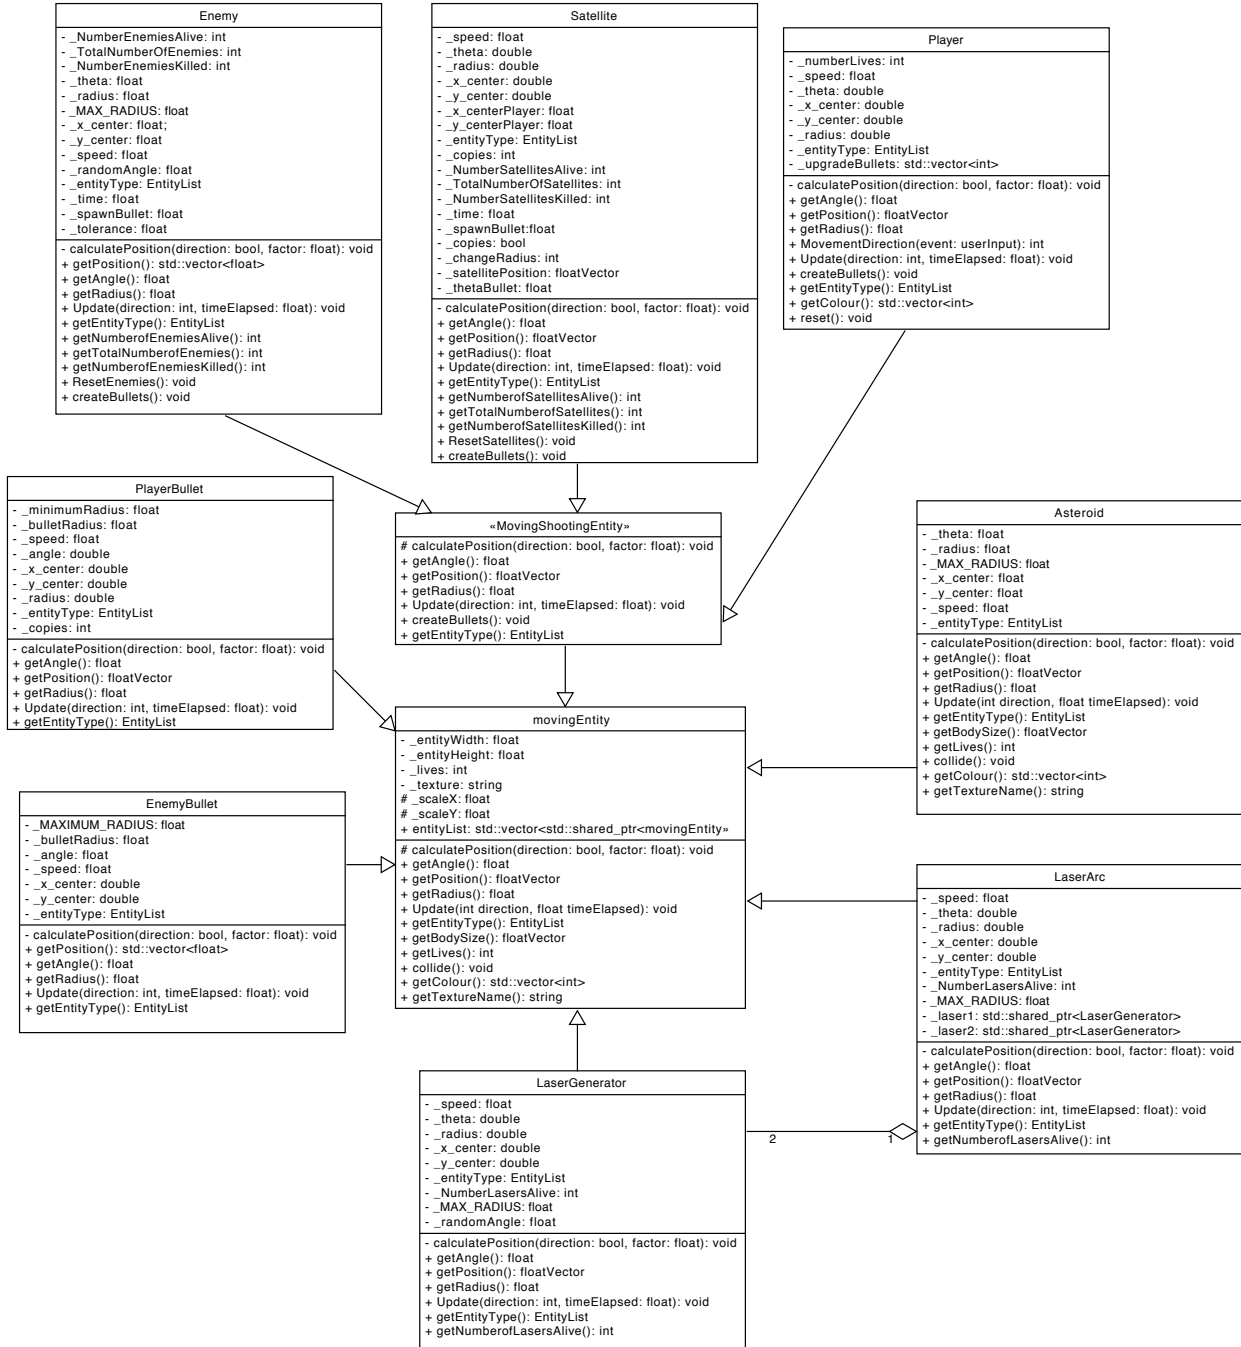 Enemy
- _NumberEnemiesAlive: int
- _TotalNumberOfEnemies: int
- _NumberEnemiesKilled: int
- _theta: float
- _radius: float
- _MAX_RADIUS: float
- _x_center: float;
- _y_center: float
- _speed: float
- _randomAngle: float
- _entityType: EntityList
- _time: float
- _spawnBullet: float
- _tolerance: float
- calculatePosition(direction: bool, factor: float): void
+ getPosition(): std::vector<float>
+ getAngle(): float
+ getRadius(): float
+ Update(direction: int, timeElapsed: float): void
+ getEntityType(): EntityList
+ getNumberofEnemiesAlive(): int
+ getTotalNumberofEnemies(): int
+ getNumberofEnemiesKilled(): int
+ ResetEnemies(): void
+ createBullets(): void
Satellite
- _speed: float
- _theta: double
- _radius: double
- _x_center: double
- _y_center: double
- _x_centerPlayer: float
- _y_centerPlayer: float
- _entityType: EntityList
- _copies: int
- _NumberSatellitesAlive: int
- _TotalNumberOfSatellites: int
- _NumberSatellitesKilled: int
- _time: float
- _spawnBullet:float
- _copies: bool
- _changeRadius: int
- _satellitePosition: floatVector
- _thetaBullet: float
- calculatePosition(direction: bool, factor: float): void
+ getAngle(): float
+ getPosition(): floatVector
+ getRadius(): float
+ Update(direction: int, timeElapsed: float): void
+ getEntityType(): EntityList
+ getNumberofSatellitesAlive(): int
+ getTotalNumberofSatellites(): int
+ getNumberofSatellitesKilled(): int
+ ResetSatellites(): void
+ createBullets(): void
Player
- _numberLives: int
- _speed: float
- _theta: double
- _x_center: double
- _y_center: double
- _radius: double
- _entityType: EntityList
- _upgradeBullets: std::vector<int>
- calculatePosition(direction: bool, factor: float): void
+ getAngle(): float
+ getPosition(): floatVector
+ getRadius(): float
+ MovementDirection(event: userInput): int
+ Update(direction: int, timeElapsed: float): void
+ createBullets(): void
+ getEntityType(): EntityList
+ getColour(): std::vector<int>
+ reset(): void
PlayerBullet
- _minimumRadius: float
- _bulletRadius: float
- _speed: float
- _angle: double
- _x_center: double
- _y_center: double
- _radius: double
- _entityType: EntityList
- _copies: int
- calculatePosition(direction: bool, factor: float): void
+ getAngle(): float
+ getPosition(): floatVector
+ getRadius(): float
+ Update(direction: int, timeElapsed: float): void
+ getEntityType(): EntityList
«MovingShootingEntity»
# calculatePosition(direction: bool, factor: float): void
+ getAngle(): float
+ getPosition(): floatVector
+ getRadius(): float
+ Update(direction: int, timeElapsed: float): void
+ createBullets(): void
+ getEntityType(): EntityList
Asteroid
- _theta: float
- _radius: float
- _MAX_RADIUS: float
- _x_center: float
- _y_center: float
- _speed: float
- _entityType: EntityList
- calculatePosition(direction: bool, factor: float): void
+ getAngle(): float
+ getPosition(): floatVector
+ getRadius(): float
+ Update(int direction, float timeElapsed): void
+ getEntityType(): EntityList
+ getBodySize(): floatVector
+ getLives(): int
+ collide(): void
+ getColour(): std::vector<int>
+ getTextureName(): string
movingEntity
- _entityWidth: float
- _entityHeight: float
- _lives: int
- _texture: string
# _scaleX: float
# _scaleY: float
+ entityList: std::vector<std::shared_ptr<movingEntity»
# calculatePosition(direction: bool, factor: float): void
+ getAngle(): float
+ getPosition(): floatVector
+ getRadius(): float
+ Update(int direction, float timeElapsed): void
+ getEntityType(): EntityList
+ getBodySize(): floatVector
+ getLives(): int
+ collide(): void
+ getColour(): std::vector<int>
+ getTextureName(): string
EnemyBullet
- _MAXIMUM_RADIUS: float
- _bulletRadius: float
- _angle: float
- _speed: float
- _x_center: double
- _y_center: double
- _entityType: EntityList
- calculatePosition(direction: bool, factor: float): void
+ getPosition(): std::vector<float>
+ getAngle(): float
+ getRadius(): float
+ Update(direction: int, timeElapsed: float): void
+ getEntityType(): EntityList
LaserArc
- _speed: float
- _theta: double
- _radius: double
- _x_center: double
- _y_center: double
- _entityType: EntityList
- _NumberLasersAlive: int
- _MAX_RADIUS: float
- _laser1: std::shared_ptr<LaserGenerator>
- _laser2: std::shared_ptr<LaserGenerator>
- calculatePosition(direction: bool, factor: float): void
+ getAngle(): float
+ getPosition(): floatVector
+ getRadius(): float
+ Update(direction: int, timeElapsed: float): void
+ getEntityType(): EntityList
+ getNumberofLasersAlive(): int
LaserGenerator
- _speed: float
- _theta: double
- _radius: double
- _x_center: double
- _y_center: double
- _entityType: EntityList
- _NumberLasersAlive: int
- _MAX_RADIUS: float
- _randomAngle: float
- calculatePosition(direction: bool, factor: float): void
+ getAngle(): float
+ getPosition(): floatVector
+ getRadius(): float
+ Update(direction: int, timeElapsed: float): void
+ getEntityType(): EntityList
+ getNumberofLasersAlive(): int
2
1